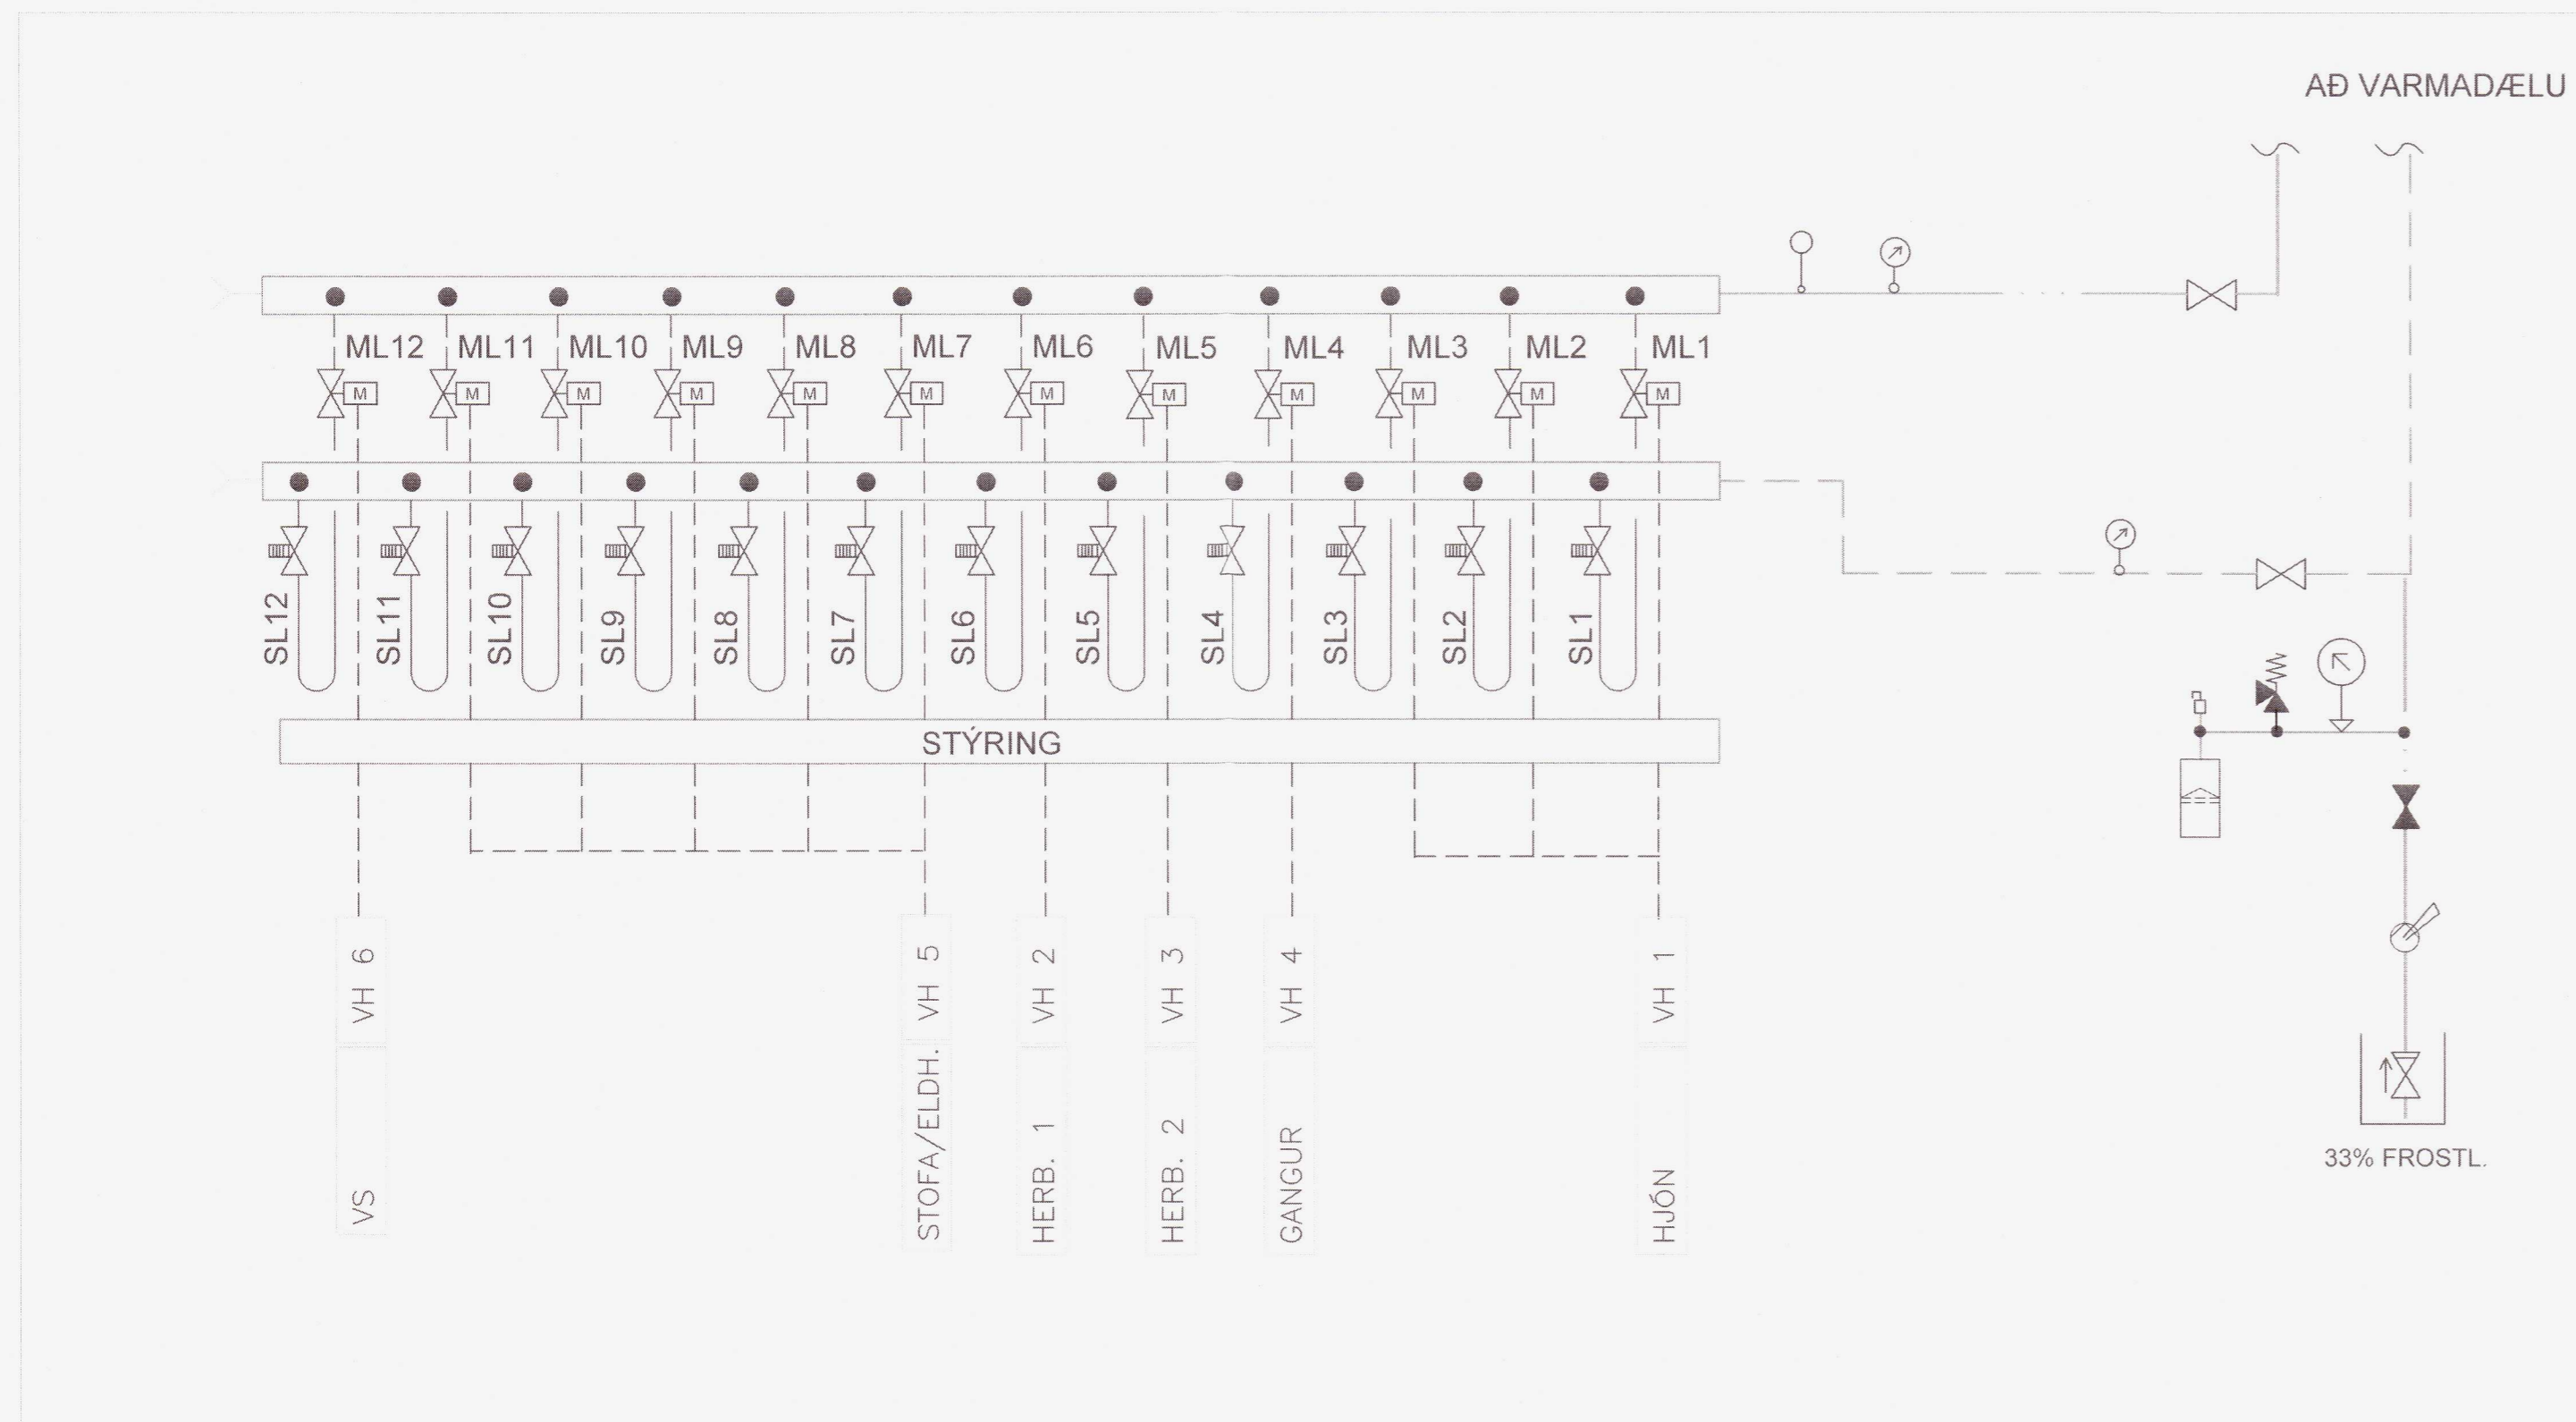 AÐ VARMADÆLU
ML12 ML11 ML10 ML9 ML8 ML7 ML6 ML5 ML4 ML3 ML2 ML1
M M M M M M M M M M M M
SL12 SL11 SL10 SL9 SL8 SL7 SL6 SL5 SL4 SL3 SL2 SL1
STÝRING
VS VH 6
STOFA/ELDH. VH 5
HERB. 1 VH 2
HERB. 2 VH 3
GANGUR VH 4
HJÓN VH 1
33% FROSTL.